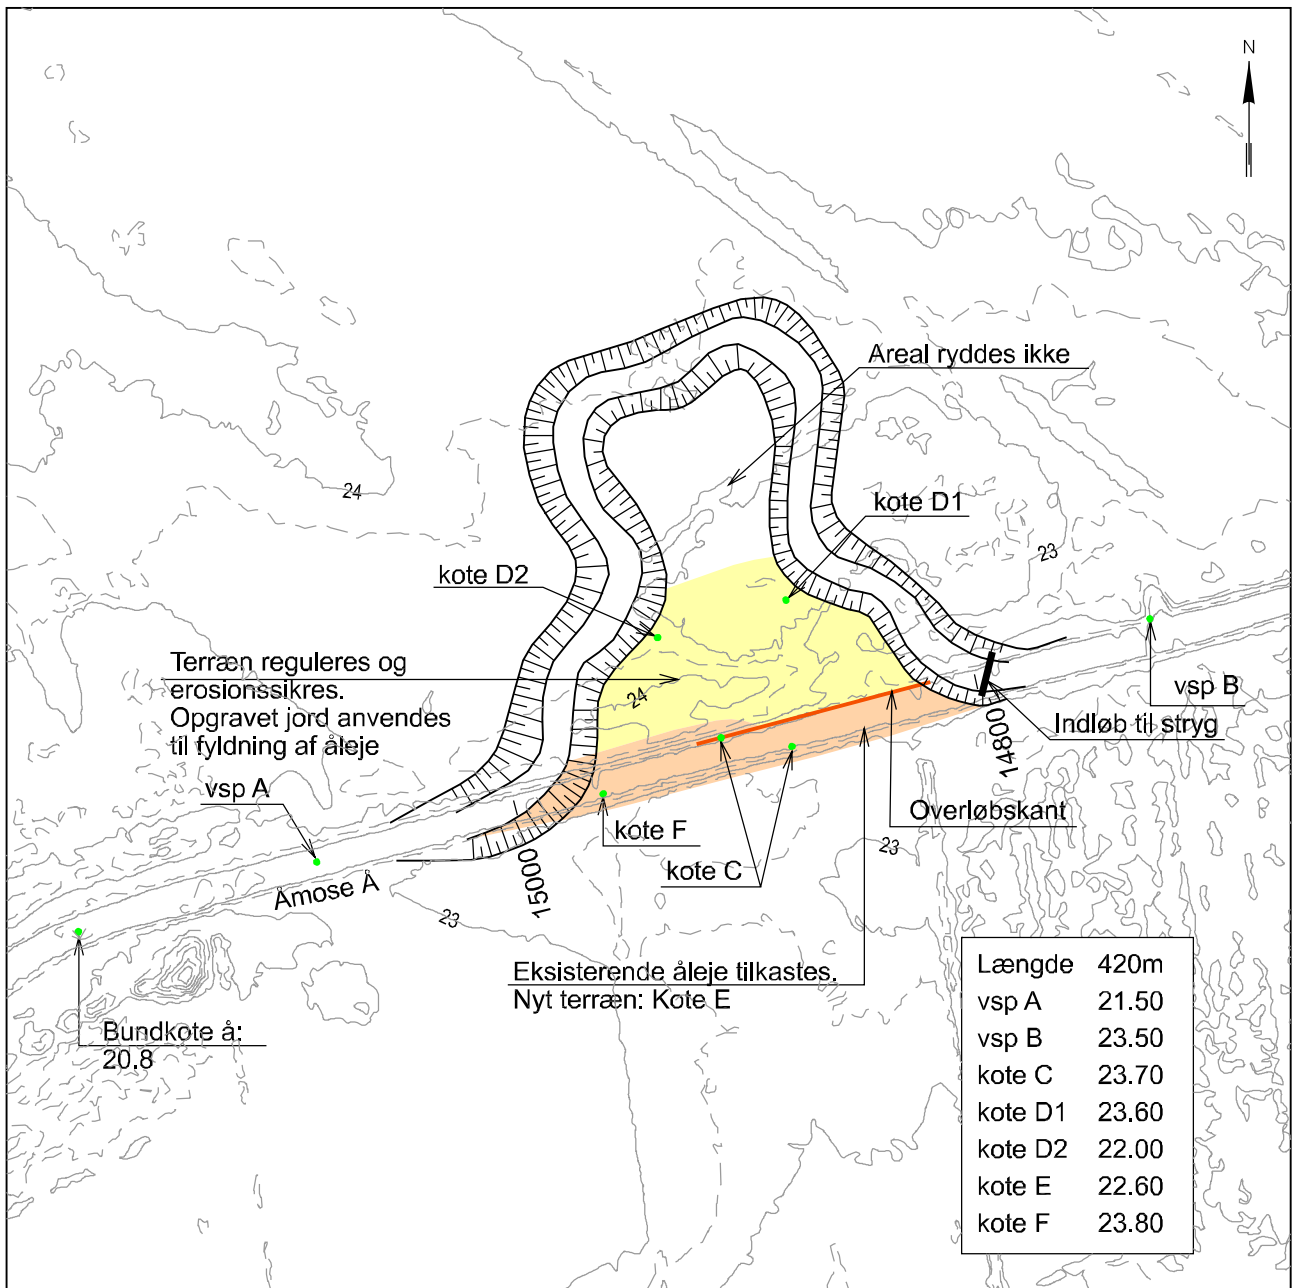 N
Areal ryddes ikke
24
kote D1
23
kote D2
Terræn reguleres og
erosionssikres.
Opgravet jord anvendes
til fyldning af åleje
24
vsp B
Indløb til stryg
14800
vsp A
Overløbskant
kote F
23
kote C
15000
Åmose Å
23
Eksisterende åleje tilkastes.
Nyt terræn: Kote E
Bundkote å:
20.8
Længde 420m
vsp A 21.50
vsp B 23.50
kote C 23.70
kote D1 23.60
kote D2 22.00
kote E 22.60
kote F 23.80